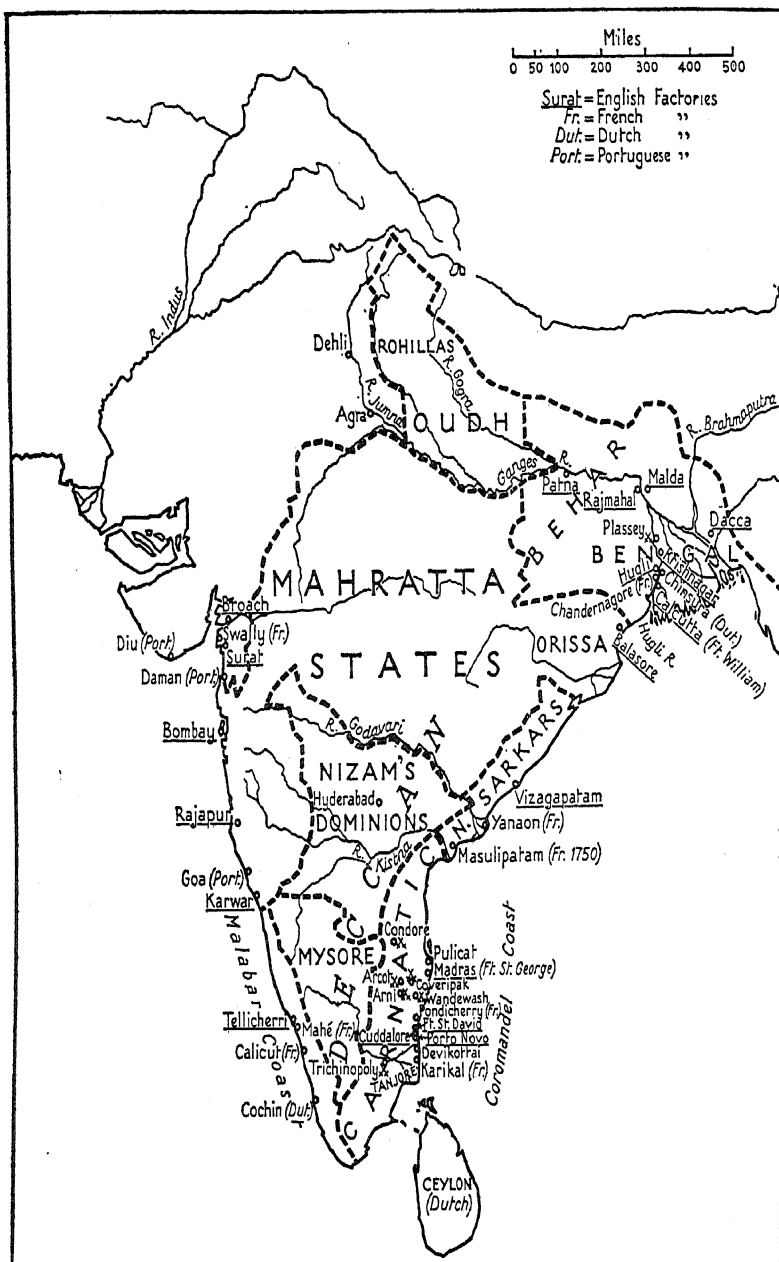 Miles
0 50 100 200 300 400 500
Surat = English Factories
Fr. = French „
Dut. = Dutch „
Port. = Portuguese „
R. Indus
Dehli
ROHILLAS
R. Gogra
R. Jumna
Agra
OUDH
R. Brahmaputra
Ganges R.
Patna
BEHAR
Rajmahal
Malda
Plassey
Dacca
BENGAL
Krishnagar
Hugli
Chinsura (Dut)
Chandernagore (Fr.)
Calcutta (Ft. William)
Hugli R.
MAHRATTA
STATES
Broach
Swally (Fr.)
Surat
Diu (Port.)
Daman (Port.)
ORISSA
Balasore
Bombay
R. Godavari
NIZAM'S
DOMINIONS
Hyderabad
N. SARKARS
Vizagapatam
Yanaon (Fr.)
Masulipatam (Fr. 1750)
Rajapur
R. Kistna
DECCAN
Goa (Port.)
Karwar
Malabar Coast
MYSORE
CARNATIC
Condore
Pulicat
Madras (Ft. St. George)
Arcot
Coveripak
Arni
Wandewash
Pondicherry (Fr.)
Ft. St. David
Cuddalore
Porto Novo
Devikottai
Karikal (Fr.)
Coromandel Coast
Tellicherri
Mahé (Fr.)
Calicut (Fr.)
Trichinopoly
TANJORE
Cochin (Dut.)
CEYLON
(Dutch)